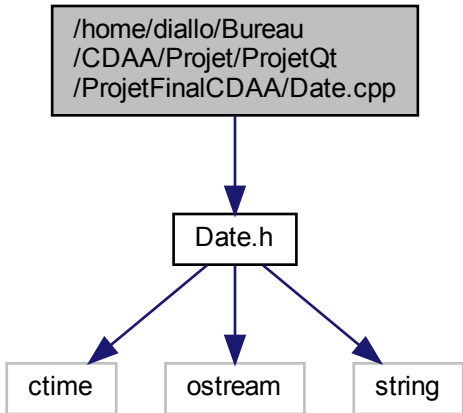 /home/diallo/Bureau
/CDAA/Projet/ProjetQt
/ProjetFinalCDAA/Date.cpp
Date.h
ctime
ostream
string